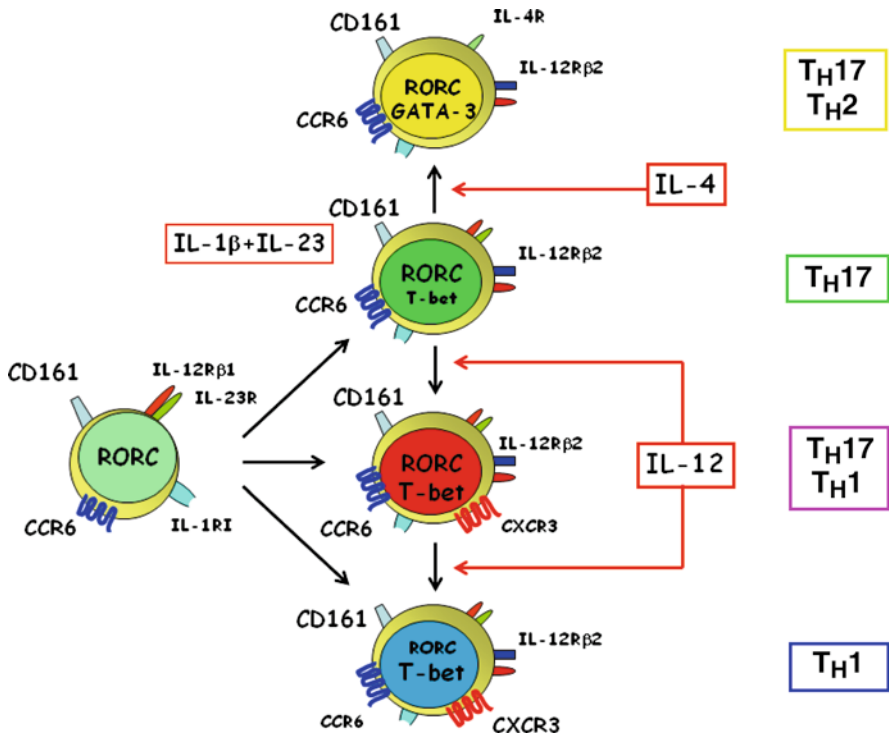 CD161
IL-4R
IL-12Rβ2
RORC
GATA-3
CCR6
TH17
TH2
IL-4
CD161
IL-1β+IL-23
IL-12Rβ2
RORC
T-bet
CCR6
TH17
CD161
IL-12Rβ1
IL-23R
RORC
CCR6
IL-1RI
CD161
IL-12Rβ2
RORC
T-bet
CCR6
CXCR3
IL-12
TH17
TH1
CD161
IL-12Rβ2
RORC
T-bet
CCR6
CXCR3
TH1